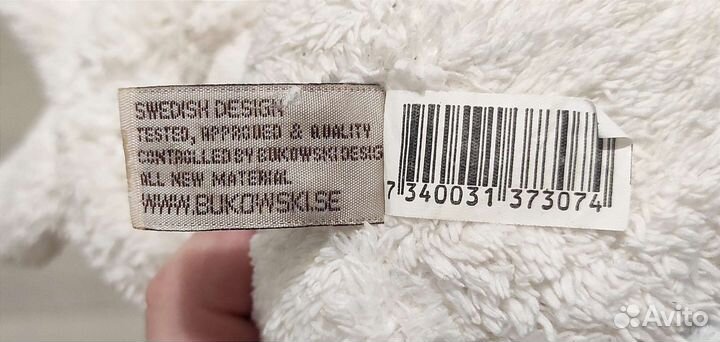 SWEDISH DESIGN
TESTED, APPROVED & QUALITY
CONTROLLED BY BUKOWSKI DESIG
ALL NEW MATERIAL
WWW.BUKOWSKI.SE
7 340031 373074
Avito